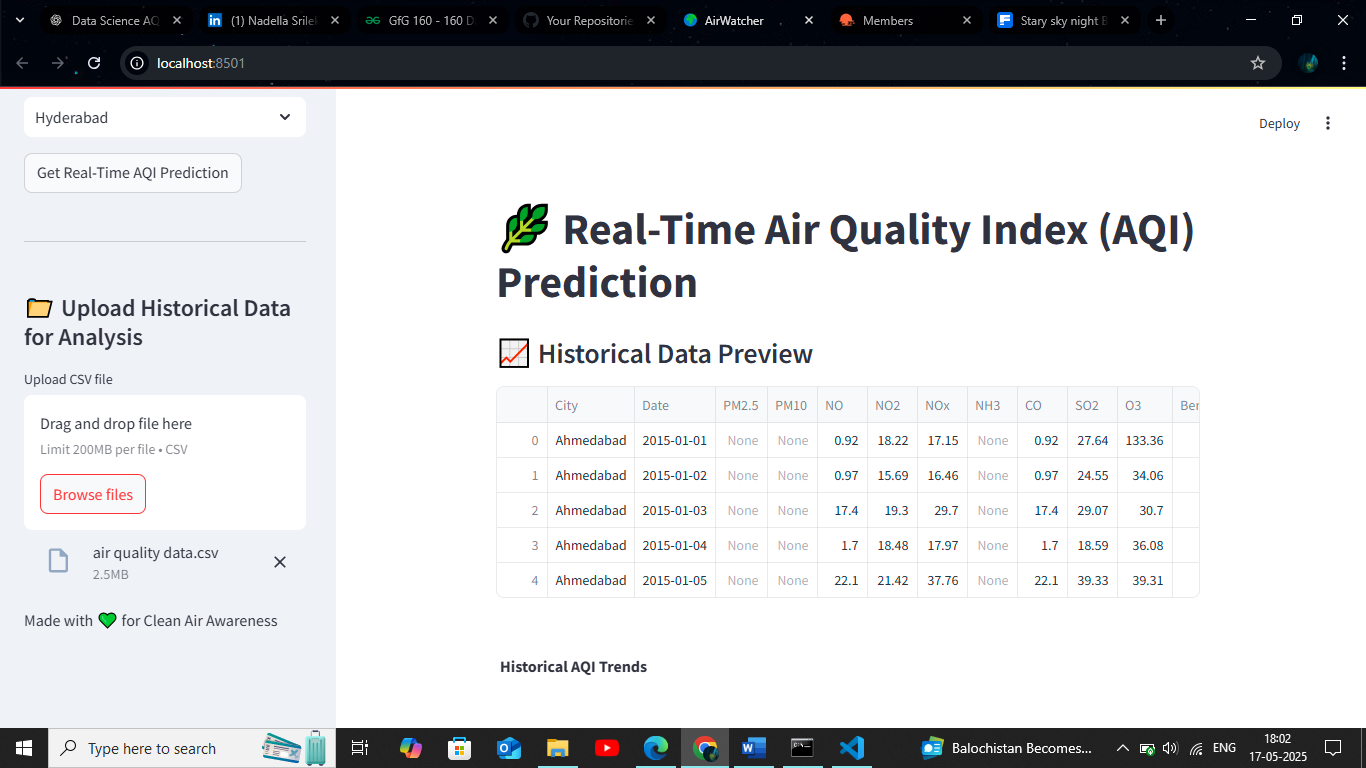 Data Science AQ
(1) Nadella Srilek
GfG 160 - 160 D
Your Repositorie
AirWatcher
Members
Stary sky night B
localhost:8501
Hyderabad
Get Real-Time AQI Prediction
Upload Historical Data
for Analysis
Upload CSV file
Drag and drop file here
Limit 200MB per file • CSV
Browse files
air quality data.csv
2.5MB
Made with 💚 for Clean Air Awareness
Deploy
Real-Time Air Quality Index (AQI)
Prediction
Historical Data Preview
City Date PM2.5 PM10 NO NO2 NOx NH3 CO SO2 O3 Ber
0 Ahmedabad 2015-01-01 None None 0.92 18.22 17.15 None 0.92 27.64 133.36
1 Ahmedabad 2015-01-02 None None 0.97 15.69 16.46 None 0.97 24.55 34.06
2 Ahmedabad 2015-01-03 None None 17.4 19.3 29.7 None 17.4 29.07 30.7
3 Ahmedabad 2015-01-04 None None 1.7 18.48 17.97 None 1.7 18.59 36.08
4 Ahmedabad 2015-01-05 None None 22.1 21.42 37.76 None 22.1 39.33 39.31
Historical AQI Trends
Type here to search
Balochistan Becomes...
ENG
18:02
17-05-2025